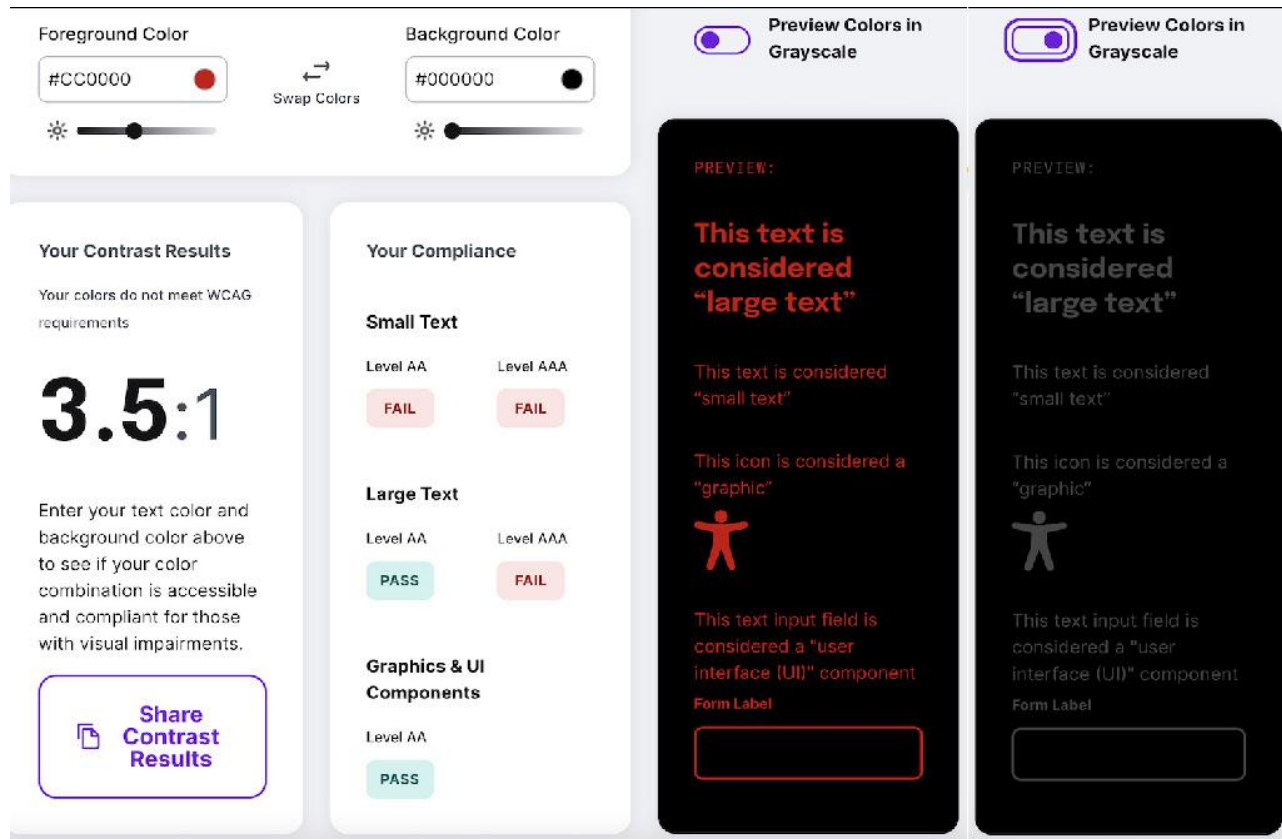 Foreground Color
#CC0000
Swap Colors
Background Color
#000000
Your Contrast Results
Your colors do not meet WCAG
requirements
3.5:1
Enter your text color and
background color above
to see if your color
combination is accessible
and compliant for those
with visual impairments.
Share
Contrast
Results
Your Compliance
Small Text
Level AA
Level AAA
FAIL
FAIL
Large Text
Level AA
Level AAA
PASS
FAIL
Graphics & UI
Components
Level AA
PASS
Preview Colors in
Grayscale
PREVIEW:
This text is
considered
“large text”
This text is considered
“small text”
This icon is considered a
“graphic”
This text input field is
considered a "user
interface (UI)" component
Form Label
Preview Colors in
Grayscale
PREVIEW:
This text is
considered
“large text”
This text is considered
“small text”
This icon is considered a
“graphic”
This text input field is
considered a "user
interface (UI)" component
Form Label